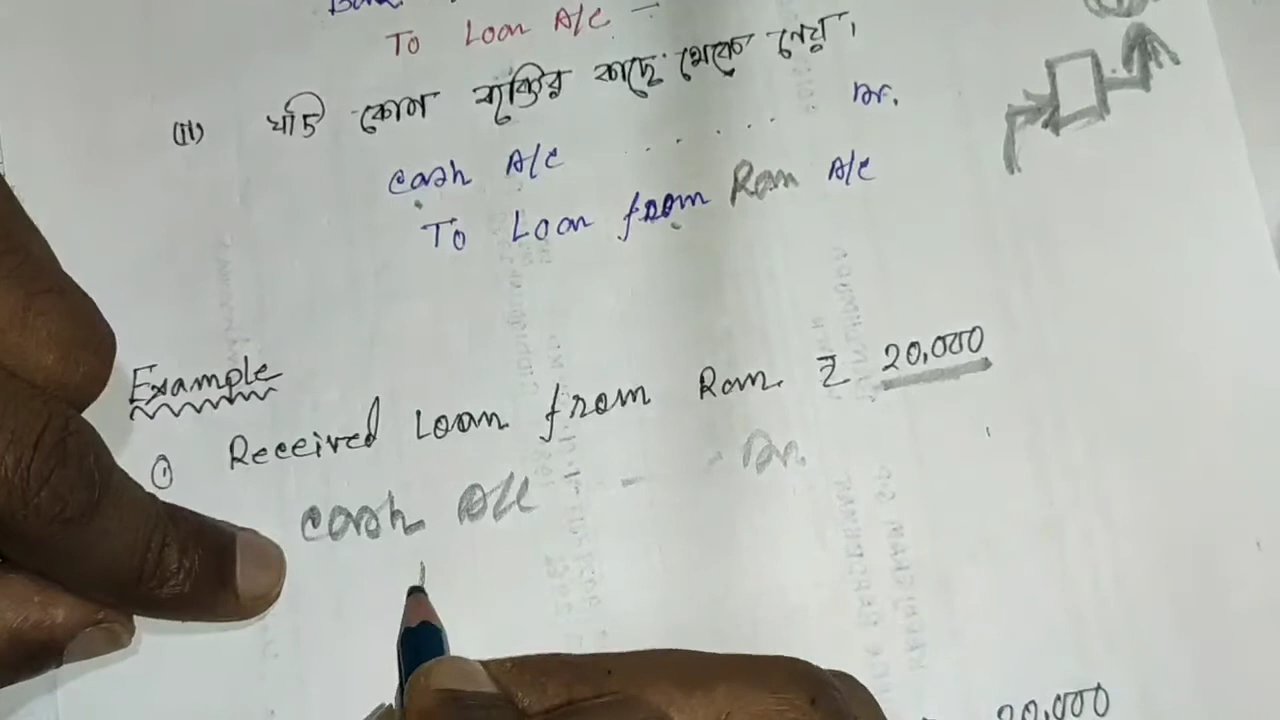 To Loan A/c —
(ii) যদি কোন ব্যক্তির কাছে থেকে নেয়।
Cash A/c ...... Dr.
To Loan from Ram A/c
Example
① Received Loan from Ram ₹ 20,000
Cash A/c - Dr.
20,000